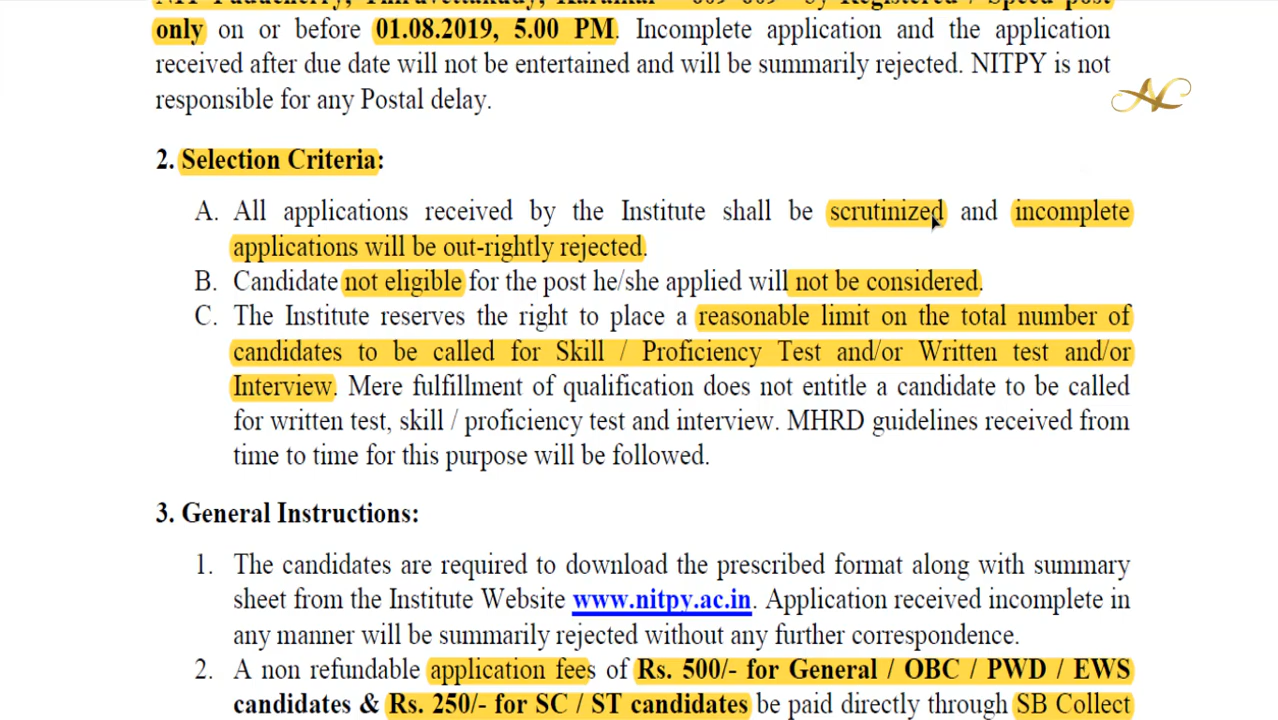 only on or before 01.08.2019, 5.00 PM. Incomplete application and the application
received after due date will not be entertained and will be summarily rejected. NITPY is not
responsible for any Postal delay.
AC
2. Selection Criteria:
A. All applications received by the Institute shall be scrutinized and incomplete
applications will be out-rightly rejected.
B. Candidate not eligible for the post he/she applied will not be considered.
C. The Institute reserves the right to place a reasonable limit on the total number of
candidates to be called for Skill / Proficiency Test and/or Written test and/or
Interview. Mere fulfillment of qualification does not entitle a candidate to be called
for written test, skill / proficiency test and interview. MHRD guidelines received from
time to time for this purpose will be followed.
3. General Instructions:
1. The candidates are required to download the prescribed format along with summary
sheet from the Institute Website www.nitpy.ac.in. Application received incomplete in
any manner will be summarily rejected without any further correspondence.
2. A non refundable application fees of Rs. 500/- for General / OBC / PWD / EWS
candidates & Rs. 250/- for SC / ST candidates be paid directly through SB Collect